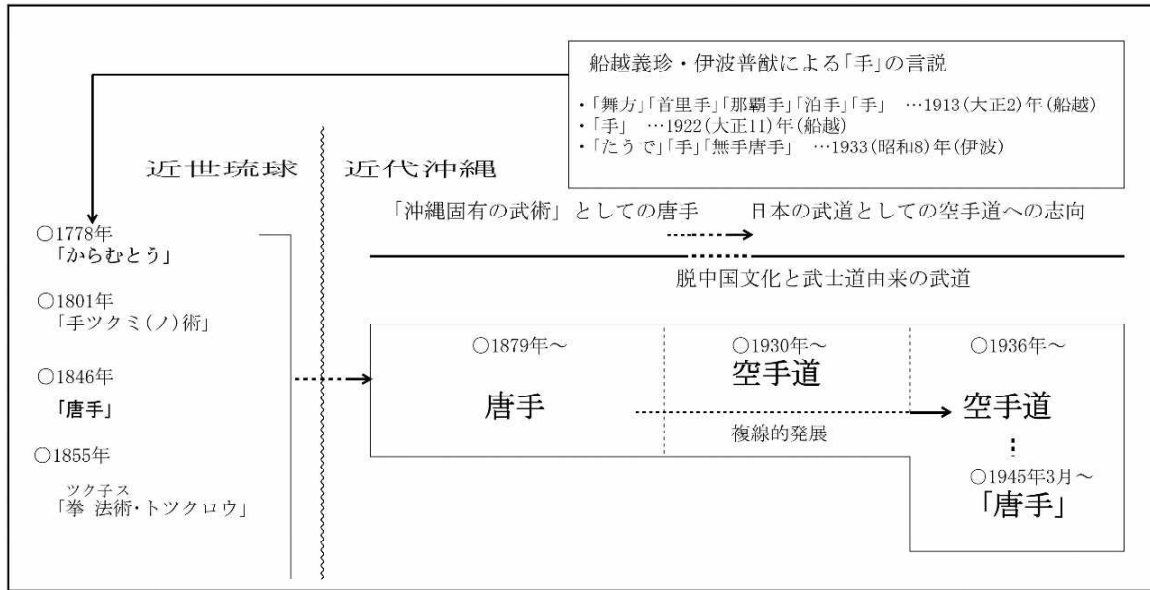 船越義珍・伊波普猷による「手」の言説
・「舞方」「首里手」「那覇手」「泊手」「手」 …1913(大正2)年(船越)
・「手」 …1922(大正11)年(船越)
・「たうで」「手」「無手唐手」 …1933(昭和8)年(伊波)
近世琉球
近代沖縄
「沖縄固有の武術」としての唐手
日本の武道としての空手道への志向
脱中国文化と武士道由来の武道
○1778年
「からむとう」
○1801年
「手ツクミ(ノ)術」
○1846年
「唐手」
○1855年
ツク子ス
「拳 法術・トツクロウ」
○1879年～
唐手
○1930年～
空手道
複線的発展
○1936年～
空手道
○1945年3月～
「唐手」